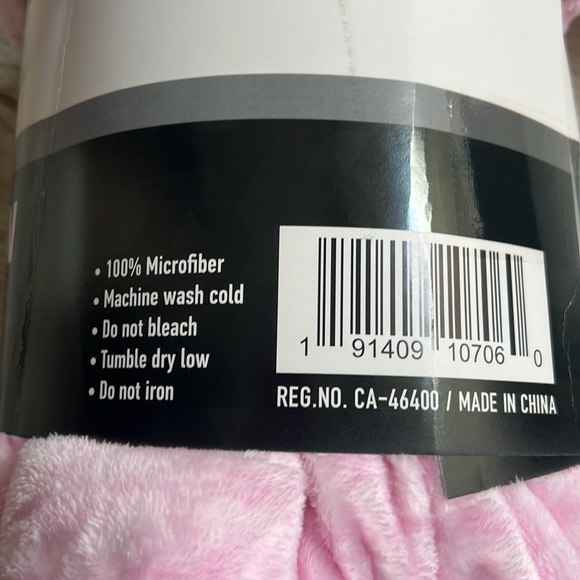 • 100% Microfiber
• Machine wash cold
• Do not bleach
• Tumble dry low
• Do not iron
1 91409 10706 0
REG.NO. CA-46400 / MADE IN CHINA